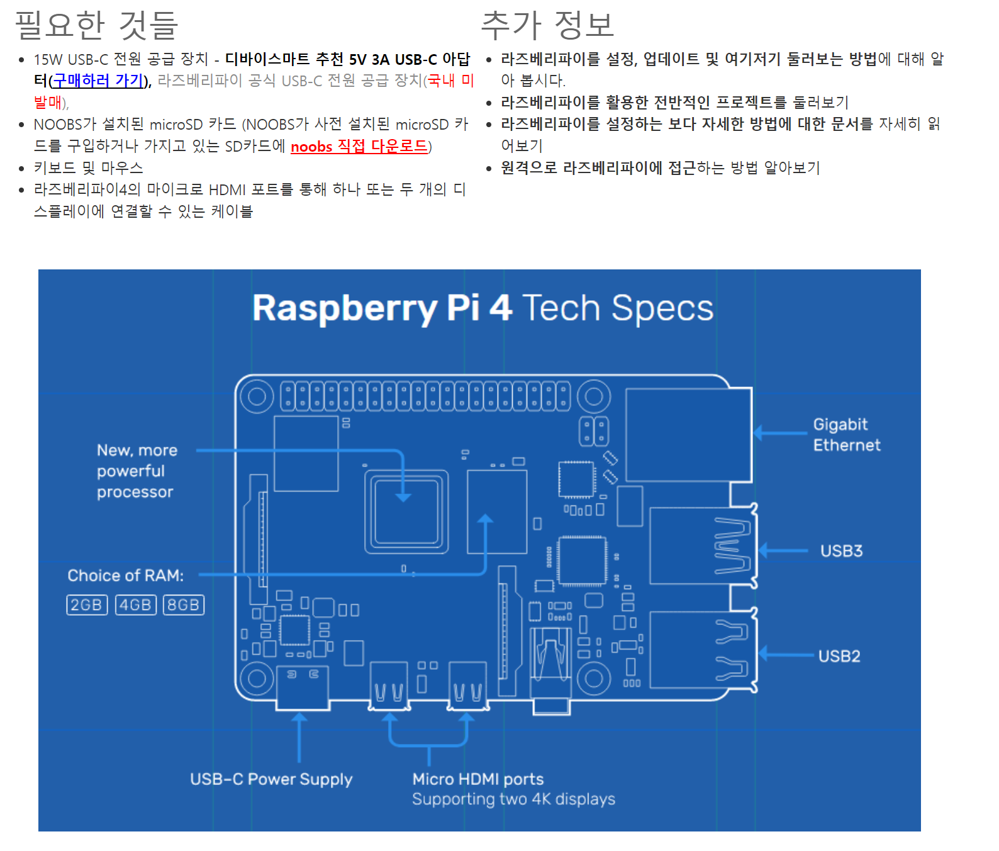 필요한 것들
15W USB-C 전원 공급 장치 - 디바이스마트 추천 5V 3A USB-C 아답
터(구매하러 가기), 라즈베리파이 공식 USB-C 전원 공급 장치(국내 미
발매),
NOOBS가 설치된 microSD 카드 (NOOBS가 사전 설치된 microSD 카
드를 구입하거나 가지고 있는 SD카드에 noobs 직접 다운로드)
키보드 및 마우스
라즈베리파이4의 마이크로 HDMI 포트를 통해 하나 또는 두 개의 디
스플레이에 연결할 수 있는 케이블
추가 정보
라즈베리파이를 설정, 업데이트 및 여기저기 둘러보는 방법에 대해 알
아 봅시다.
라즈베리파이를 활용한 전반적인 프로젝트를 둘러보기
라즈베리파이를 설정하는 보다 자세한 방법에 대한 문서를 자세히 읽
어보기
원격으로 라즈베리파이에 접근하는 방법 알아보기
Raspberry Pi 4 Tech Specs
New, more
powerful
processor
Choice of RAM:
2GB 4GB 8GB
Gigabit
Ethernet
USB3
USB2
USB-C Power Supply
Micro HDMI ports
Supporting two 4K displays